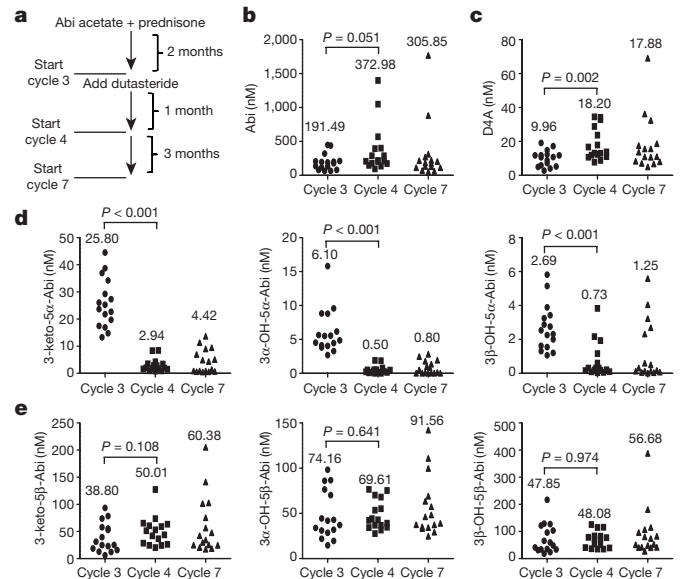 a
Abi acetate + prednisone
2 months
Start
cycle 3
Add dutasteride
1 month
Start
cycle 4
3 months
Start
cycle 7
b
P = 0.051
305.85
2,000
372.98
1,500
1,000
500
0
191.49
Abi (nM)
Cycle 3 Cycle 4 Cycle 7
c
17.88
80
P = 0.002
60
40
20
0
18.20
9.96
D4A (nM)
Cycle 3 Cycle 4 Cycle 7
d
P < 0.001
25.80
50
40
30
20
10
0
2.94
4.42
3-keto-5α-Abi (nM)
Cycle 3 Cycle 4 Cycle 7
P < 0.001
20
15
10
5
0
6.10
0.50
0.80
3α-OH-5α-Abi (nM)
Cycle 3 Cycle 4 Cycle 7
P < 0.001
8
6
4
2
0
2.69
0.73
1.25
3β-OH-5α-Abi (nM)
Cycle 3 Cycle 4 Cycle 7
e
250
200
150
100
50
0
P = 0.108
60.38
50.01
38.80
3-keto-5β-Abi (nM)
Cycle 3 Cycle 4 Cycle 7
150
100
50
0
P = 0.641
91.56
74.16
69.61
3α-OH-5β-Abi (nM)
Cycle 3 Cycle 4 Cycle 7
500
400
300
200
100
0
P = 0.974
56.68
47.85
48.08
3β-OH-5β-Abi (nM)
Cycle 3 Cycle 4 Cycle 7